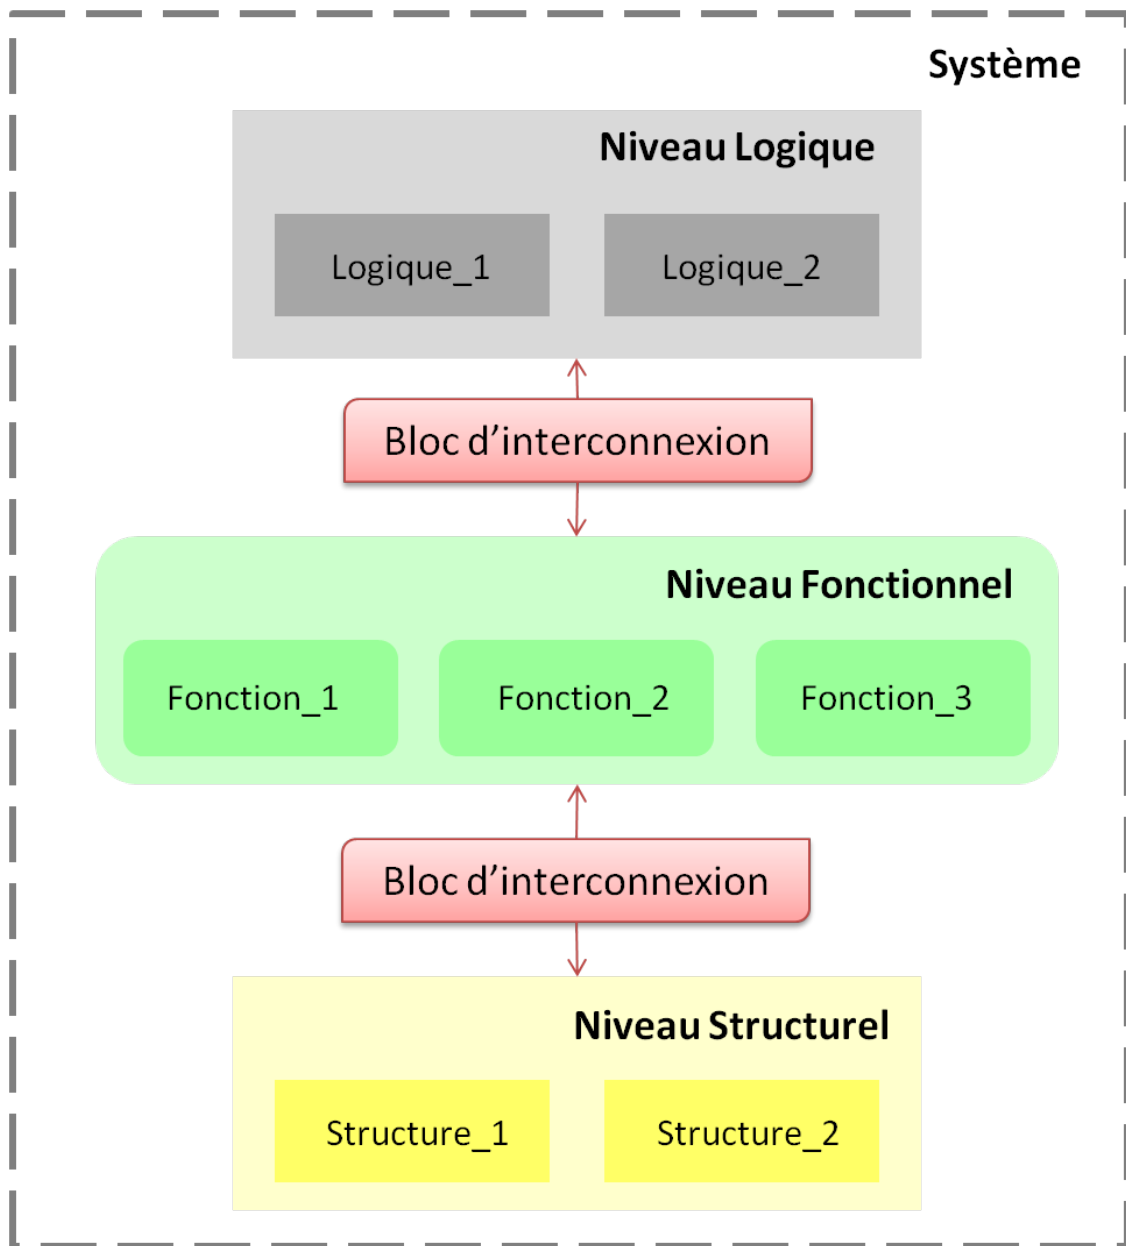 Système
Niveau Logique
Logique_1
Logique_2
Bloc d’interconnexion
Niveau Fonctionnel
Fonction_1
Fonction_2
Fonction_3
Bloc d’interconnexion
Niveau Structurel
Structure_1
Structure_2